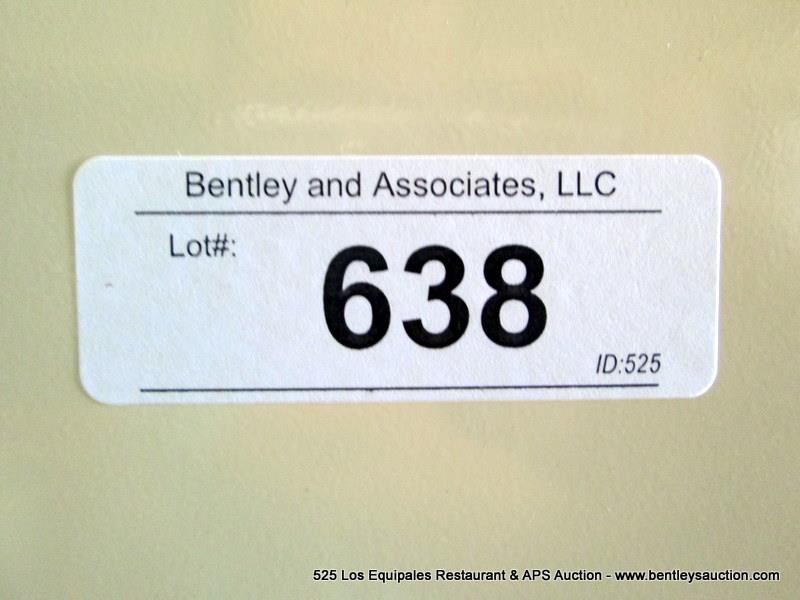 Bentley and Associates, LLC
Lot#:
638
ID:525
525 Los Equipales Restaurant & APS Auction - www.bentleysauction.com